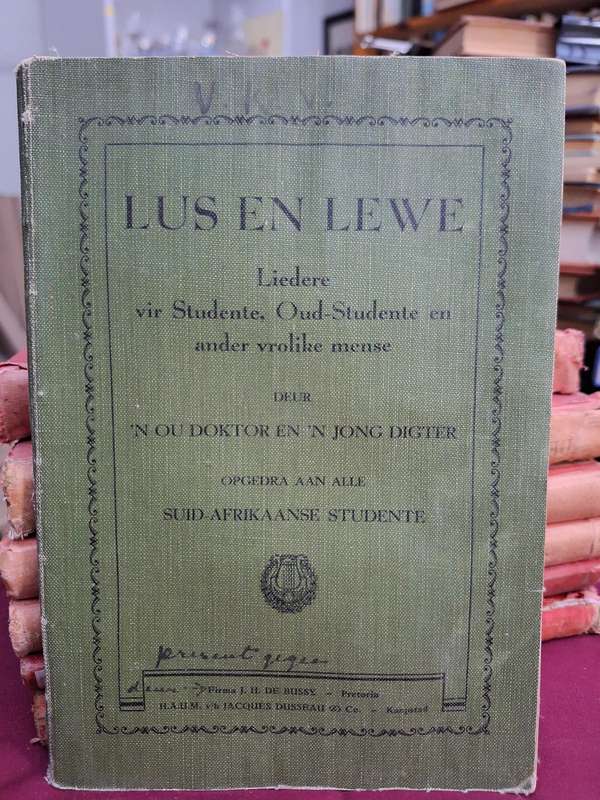 V. K. V.
LUS EN LEWE
Liedere
vir Studente, Oud-Studente en
ander vrolike mense
DEUR
'N OU DOKTOR EN 'N JONG DIGTER
OPGEDRA AAN ALLE
SUID-AFRIKAANSE STUDENTE
present gegee
deur
Firma J. H. DE BUSSY – Pretoria
H.A.U.M. v/h JACQUES DUSSEAU & Co. – Kaapstad